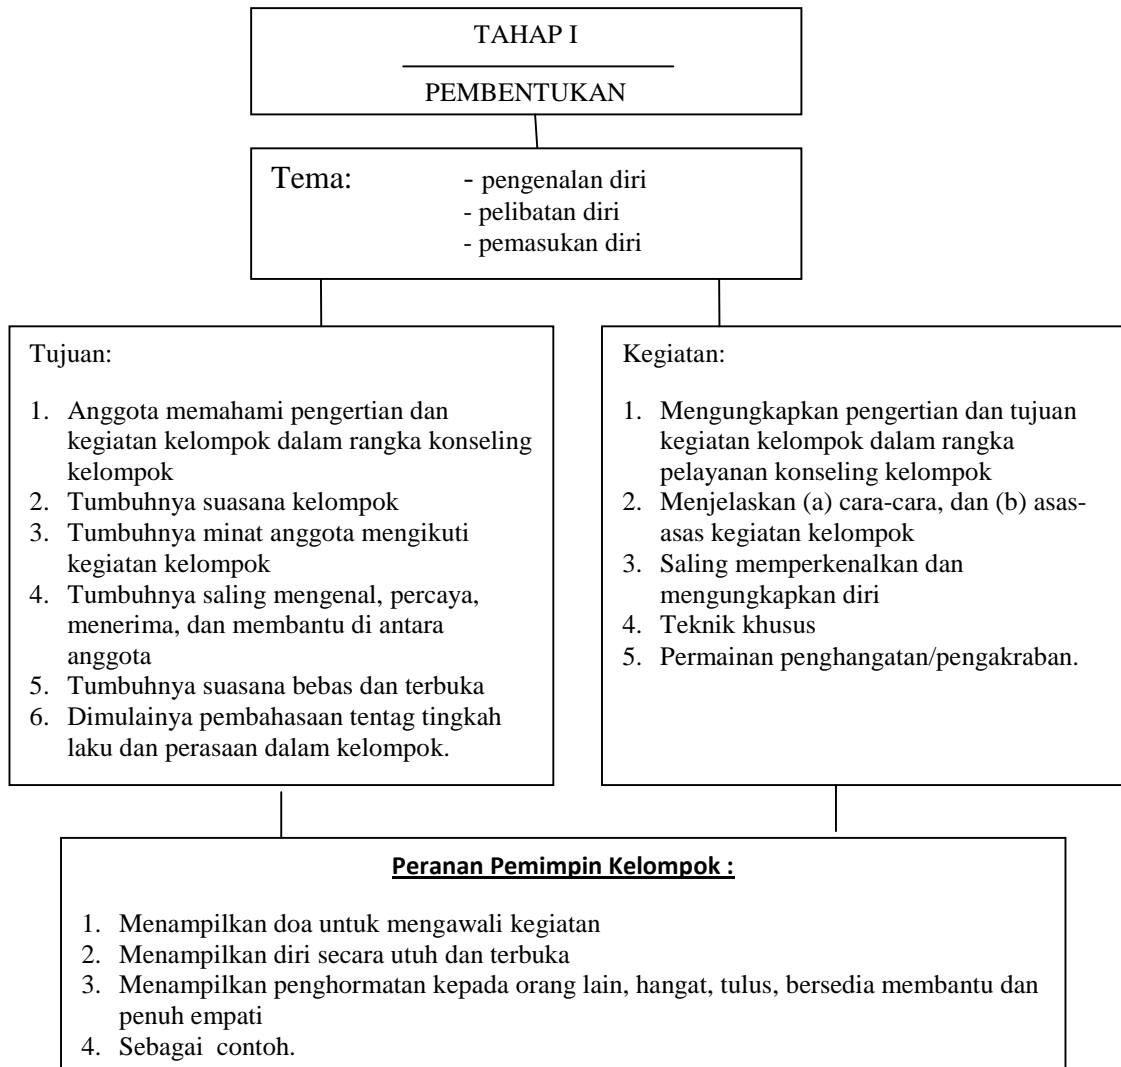 TAHAP I
PEMBENTUKAN
Tema: - pengenalan diri
- pelibatan diri
- pemasukan diri
Tujuan:
1. Anggota memahami pengertian dan
kegiatan kelompok dalam rangka konseling
kelompok
2. Tumbuhnya suasana kelompok
3. Tumbuhnya minat anggota mengikuti
kegiatan kelompok
4. Tumbuhnya saling mengenal, percaya,
menerima, dan membantu di antara
anggota
5. Tumbuhnya suasana bebas dan terbuka
6. Dimulainya pembahasaan tentag tingkah
laku dan perasaan dalam kelompok.
Kegiatan:
1. Mengungkapkan pengertian dan tujuan
kegiatan kelompok dalam rangka
pelayanan konseling kelompok
2. Menjelaskan (a) cara-cara, dan (b) asas-
asas kegiatan kelompok
3. Saling memperkenalkan dan
mengungkapkan diri
4. Teknik khusus
5. Permainan penghangatan/pengakraban.
Peranan Pemimpin Kelompok :
1. Menampilkan doa untuk mengawali kegiatan
2. Menampilkan diri secara utuh dan terbuka
3. Menampilkan penghormatan kepada orang lain, hangat, tulus, bersedia membantu dan
penuh empati
4. Sebagai contoh.